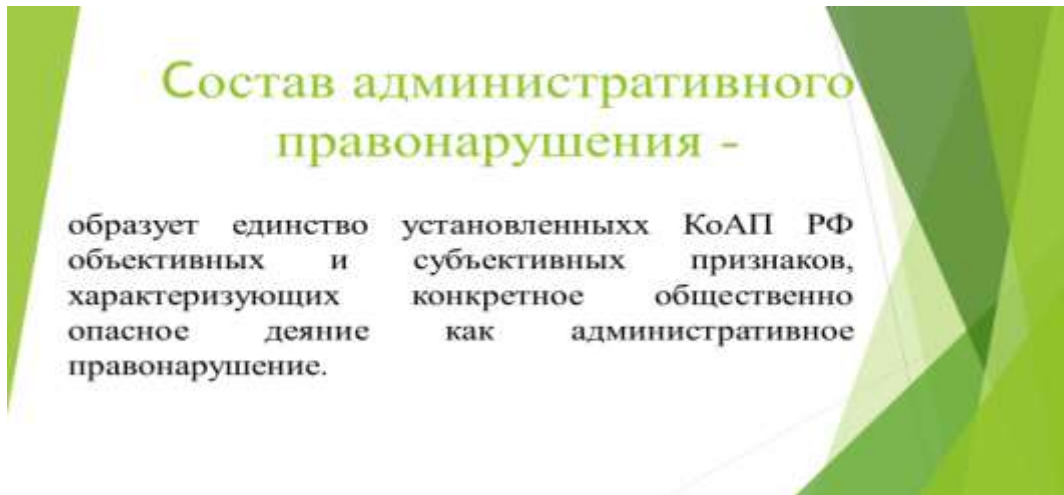 Состав административного
правонарушения -
образует единство установленныхх КоАП РФ
объективных и субъективных признаков,
характеризующих конкретное общественно
опасное деяние как административное
правонарушение.